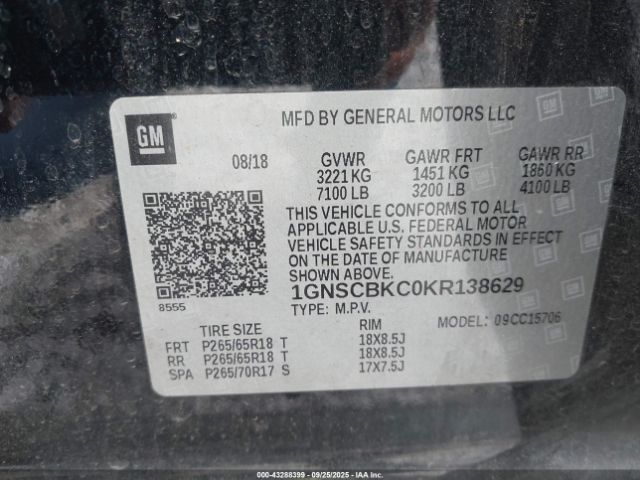 MFD BY GENERAL MOTORS LLC
GM
08/18 GVWR GAWR FRT GAWR RR
3221 KG 1451 KG 1860 KG
7100 LB 3200 LB 4100 LB
THIS VEHICLE CONFORMS TO ALL
APPLICABLE U.S. FEDERAL MOTOR
VEHICLE SAFETY STANDARDS IN EFFECT
ON THE DATE OF MANUFACTURE
SHOWN ABOVE.
1GNSCBKC0KR138629
8555
TYPE: M.P.V. MODEL: 09CC15706
TIRE SIZE RIM
FRT P265/65R18 T 18X8.5J
RR P265/65R18 T 18X8.5J
SPA P265/70R17 S 17X7.5J
000-43288399 - 09/25/2025 - IAAI.COM